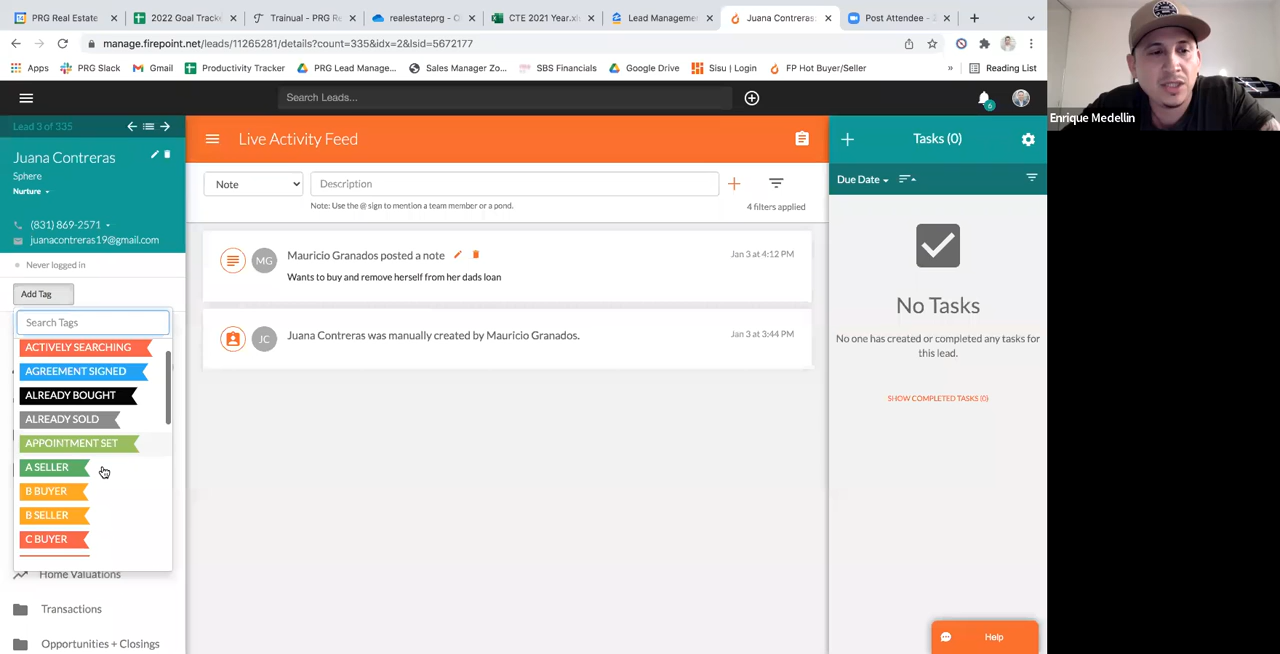 PRG Real Estate
2022 Goal Tracke
Trainual - PRG Re
realestateprg - O
CTE 2021 Year.xl
Lead Manageme
Juana Contreras:
Post Attendee - Z
manage.firepoint.net/leads/11265281/details?count=335&idx=2&lsid=5672177
Apps
PRG Slack
Gmail
Productivity Tracker
PRG Lead Manage...
Sales Manager Zo...
SBS Financials
Google Drive
Sisu | Login
FP Hot Buyer/Seller
»
Reading List
Search Leads...
6
Enrique Medellin
Lead 3 of 335
Juana Contreras
Sphere
Nurture
(831) 869-2571
juanacontreras19@gmail.com
Never logged in
Add Tag
Search Tags
ACTIVELY SEARCHING
AGREEMENT SIGNED
ALREADY BOUGHT
ALREADY SOLD
APPOINTMENT SET
A SELLER
B BUYER
B SELLER
C BUYER
Home Valuations
Transactions
Opportunities + Closings
Live Activity Feed
Note
Description
Note: Use the @ sign to mention a team member or a pond.
4 filters applied
MG
Mauricio Granados posted a note
Jan 3 at 4:12 PM
Wants to buy and remove herself from her dads loan
JC
Juana Contreras was manually created by Mauricio Granados.
Jan 3 at 3:44 PM
Tasks (0)
Due Date
No Tasks
No one has created or completed any tasks for
this lead.
SHOW COMPLETED TASKS (0)
Help